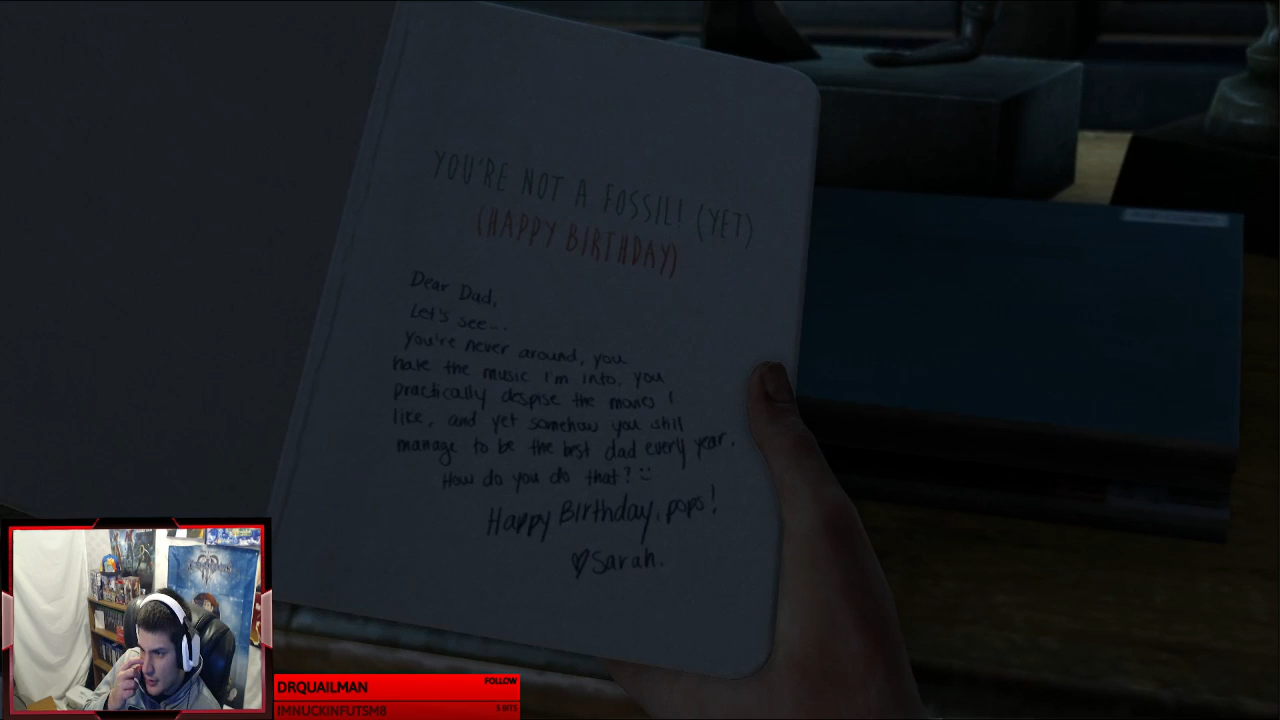 YOU'RE NOT A FOSSIL! (YET)
(HAPPY BIRTHDAY)
Dear Dad,
Let's see...
You're never around, you
hate the music I'm into, you
practically despise the movies I
like, and yet somehow you still
manage to be the best dad every year.
How do you do that? :)
Happy Birthday, pops!
♡ Sarah.
DRQUAILMAN
FOLLOW
IMNUCKINFUTSM8
5 BITS